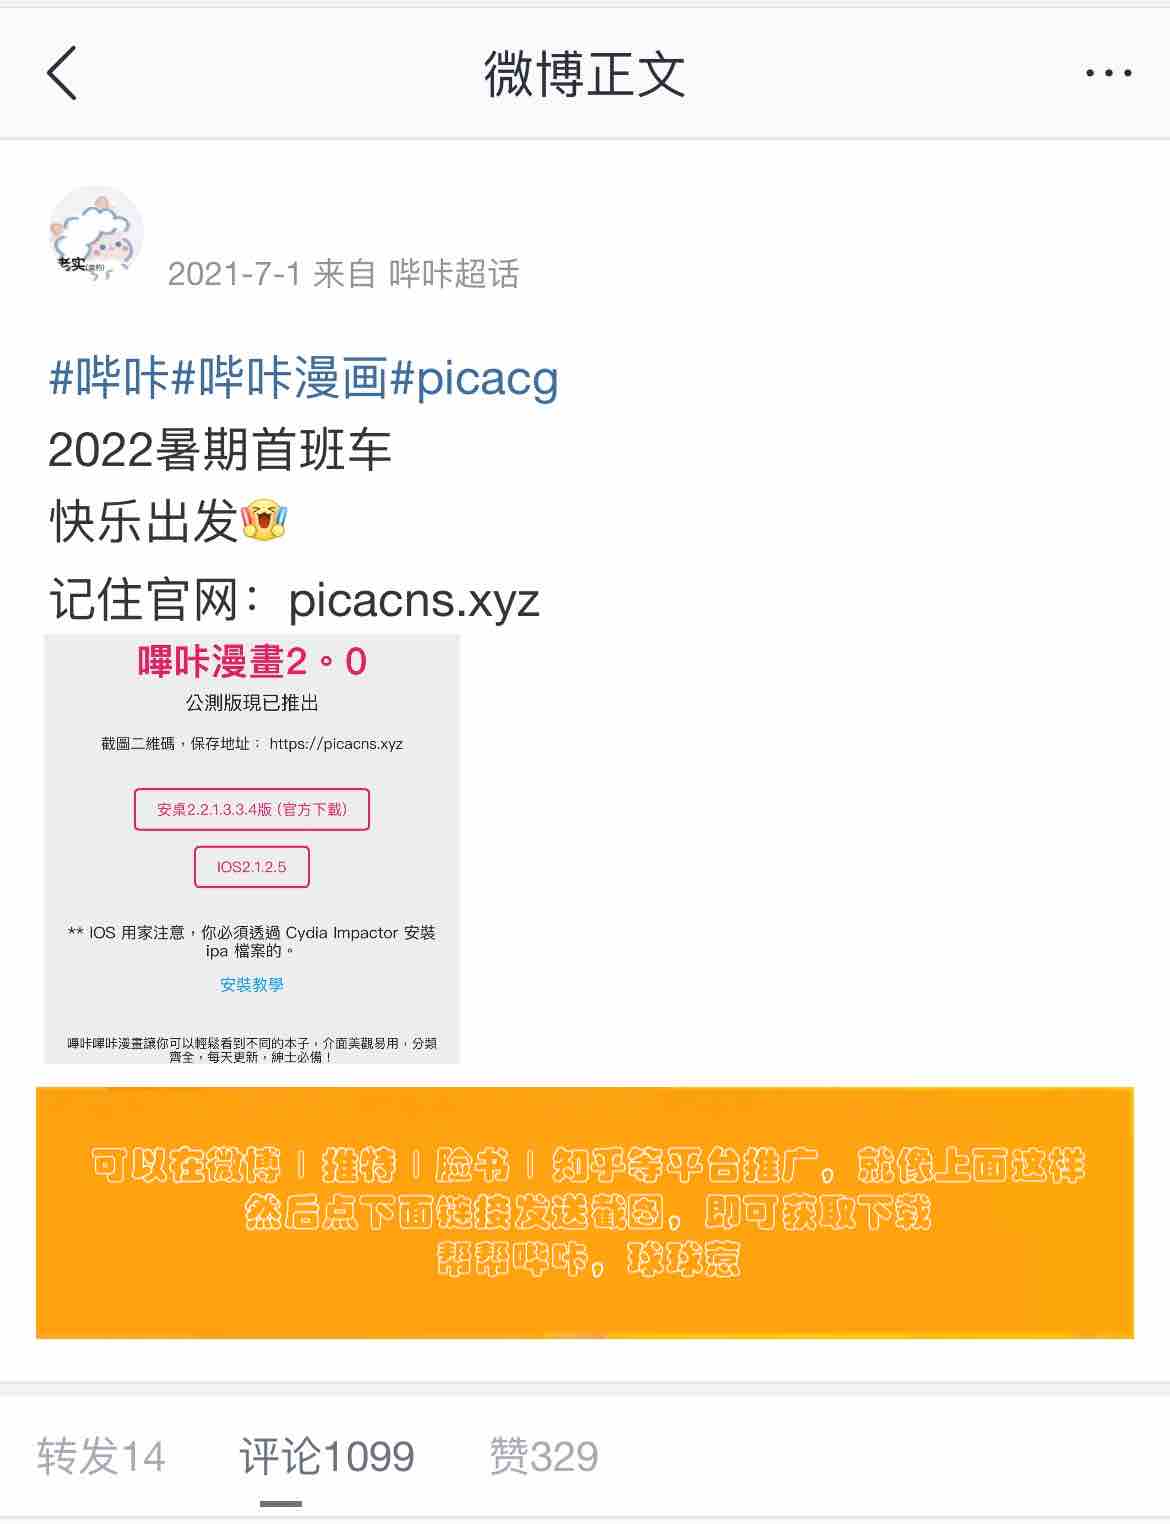 微博正文
老实
2021-7-1 来自 哔咔超话
#哔咔#哔咔漫画#picacg
2022暑期首班车
快乐出发
记住官网：picacns.xyz
嗶咔漫畫2。0
公測版現已推出
截圖二維碼，保存地址： https://picacns.xyz
安桌2.2.1.3.3.4版 (官方下載)
IOS2.1.2.5
** IOS 用家注意，你必須透過 Cydia Impactor 安裝
ipa 檔案的。
安裝教學
嗶咔嗶咔漫畫讓你可以輕鬆看到不同的本子，介面美觀易用，分類
齊全，每天更新，紳士必備！
可以在微博｜推特｜脸书｜知乎等平台推广，就像上面这样
然后点下面链接发送截图，即可获取下载
帮帮哔咔，球球惹
转发14 评论1099 赞329